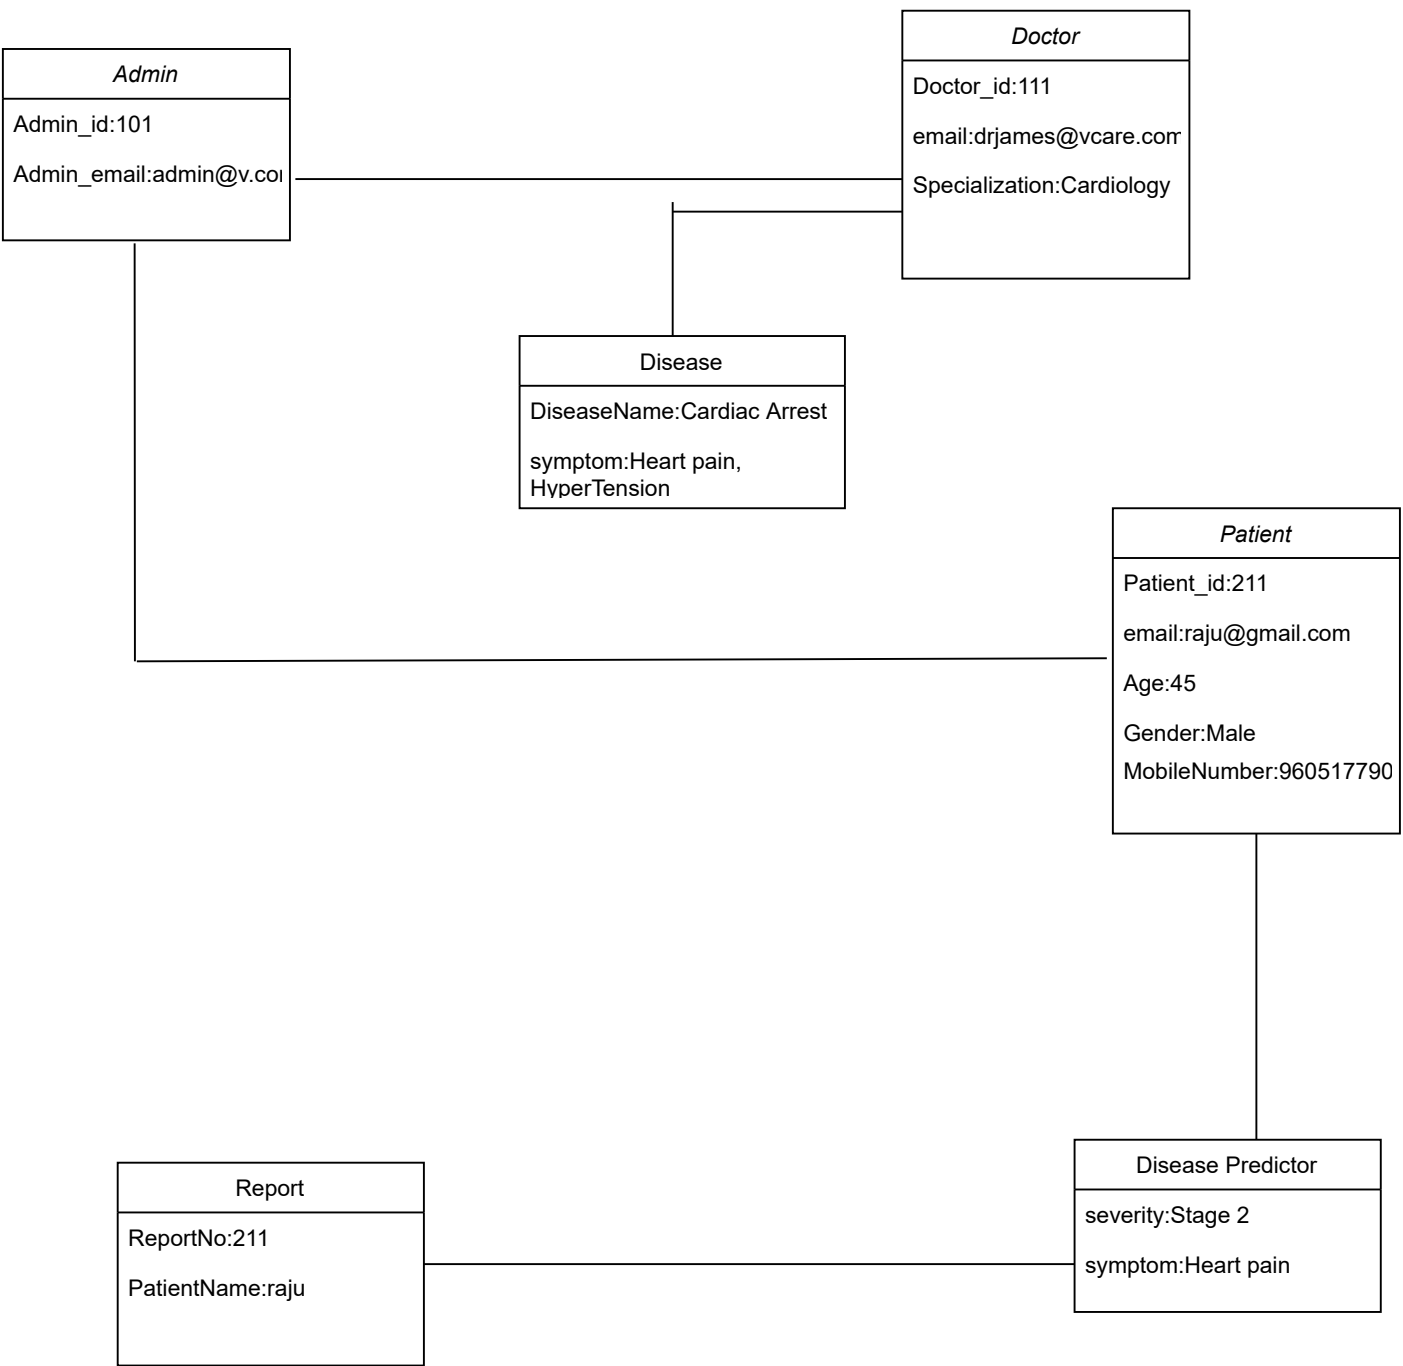 Admin
Admin_id:101
Admin_email:admin@v.co
Doctor
Doctor_id:111
email:drjames@vcare.com
Specialization:Cardiology
Disease
DiseaseName:Cardiac Arrest
symptom:Heart pain,
HyperTension
Patient
Patient_id:211
email:raju@gmail.com
Age:45
Gender:Male
MobileNumber:960517790
Disease Predictor
severity:Stage 2
symptom:Heart pain
Report
ReportNo:211
PatientName:raju